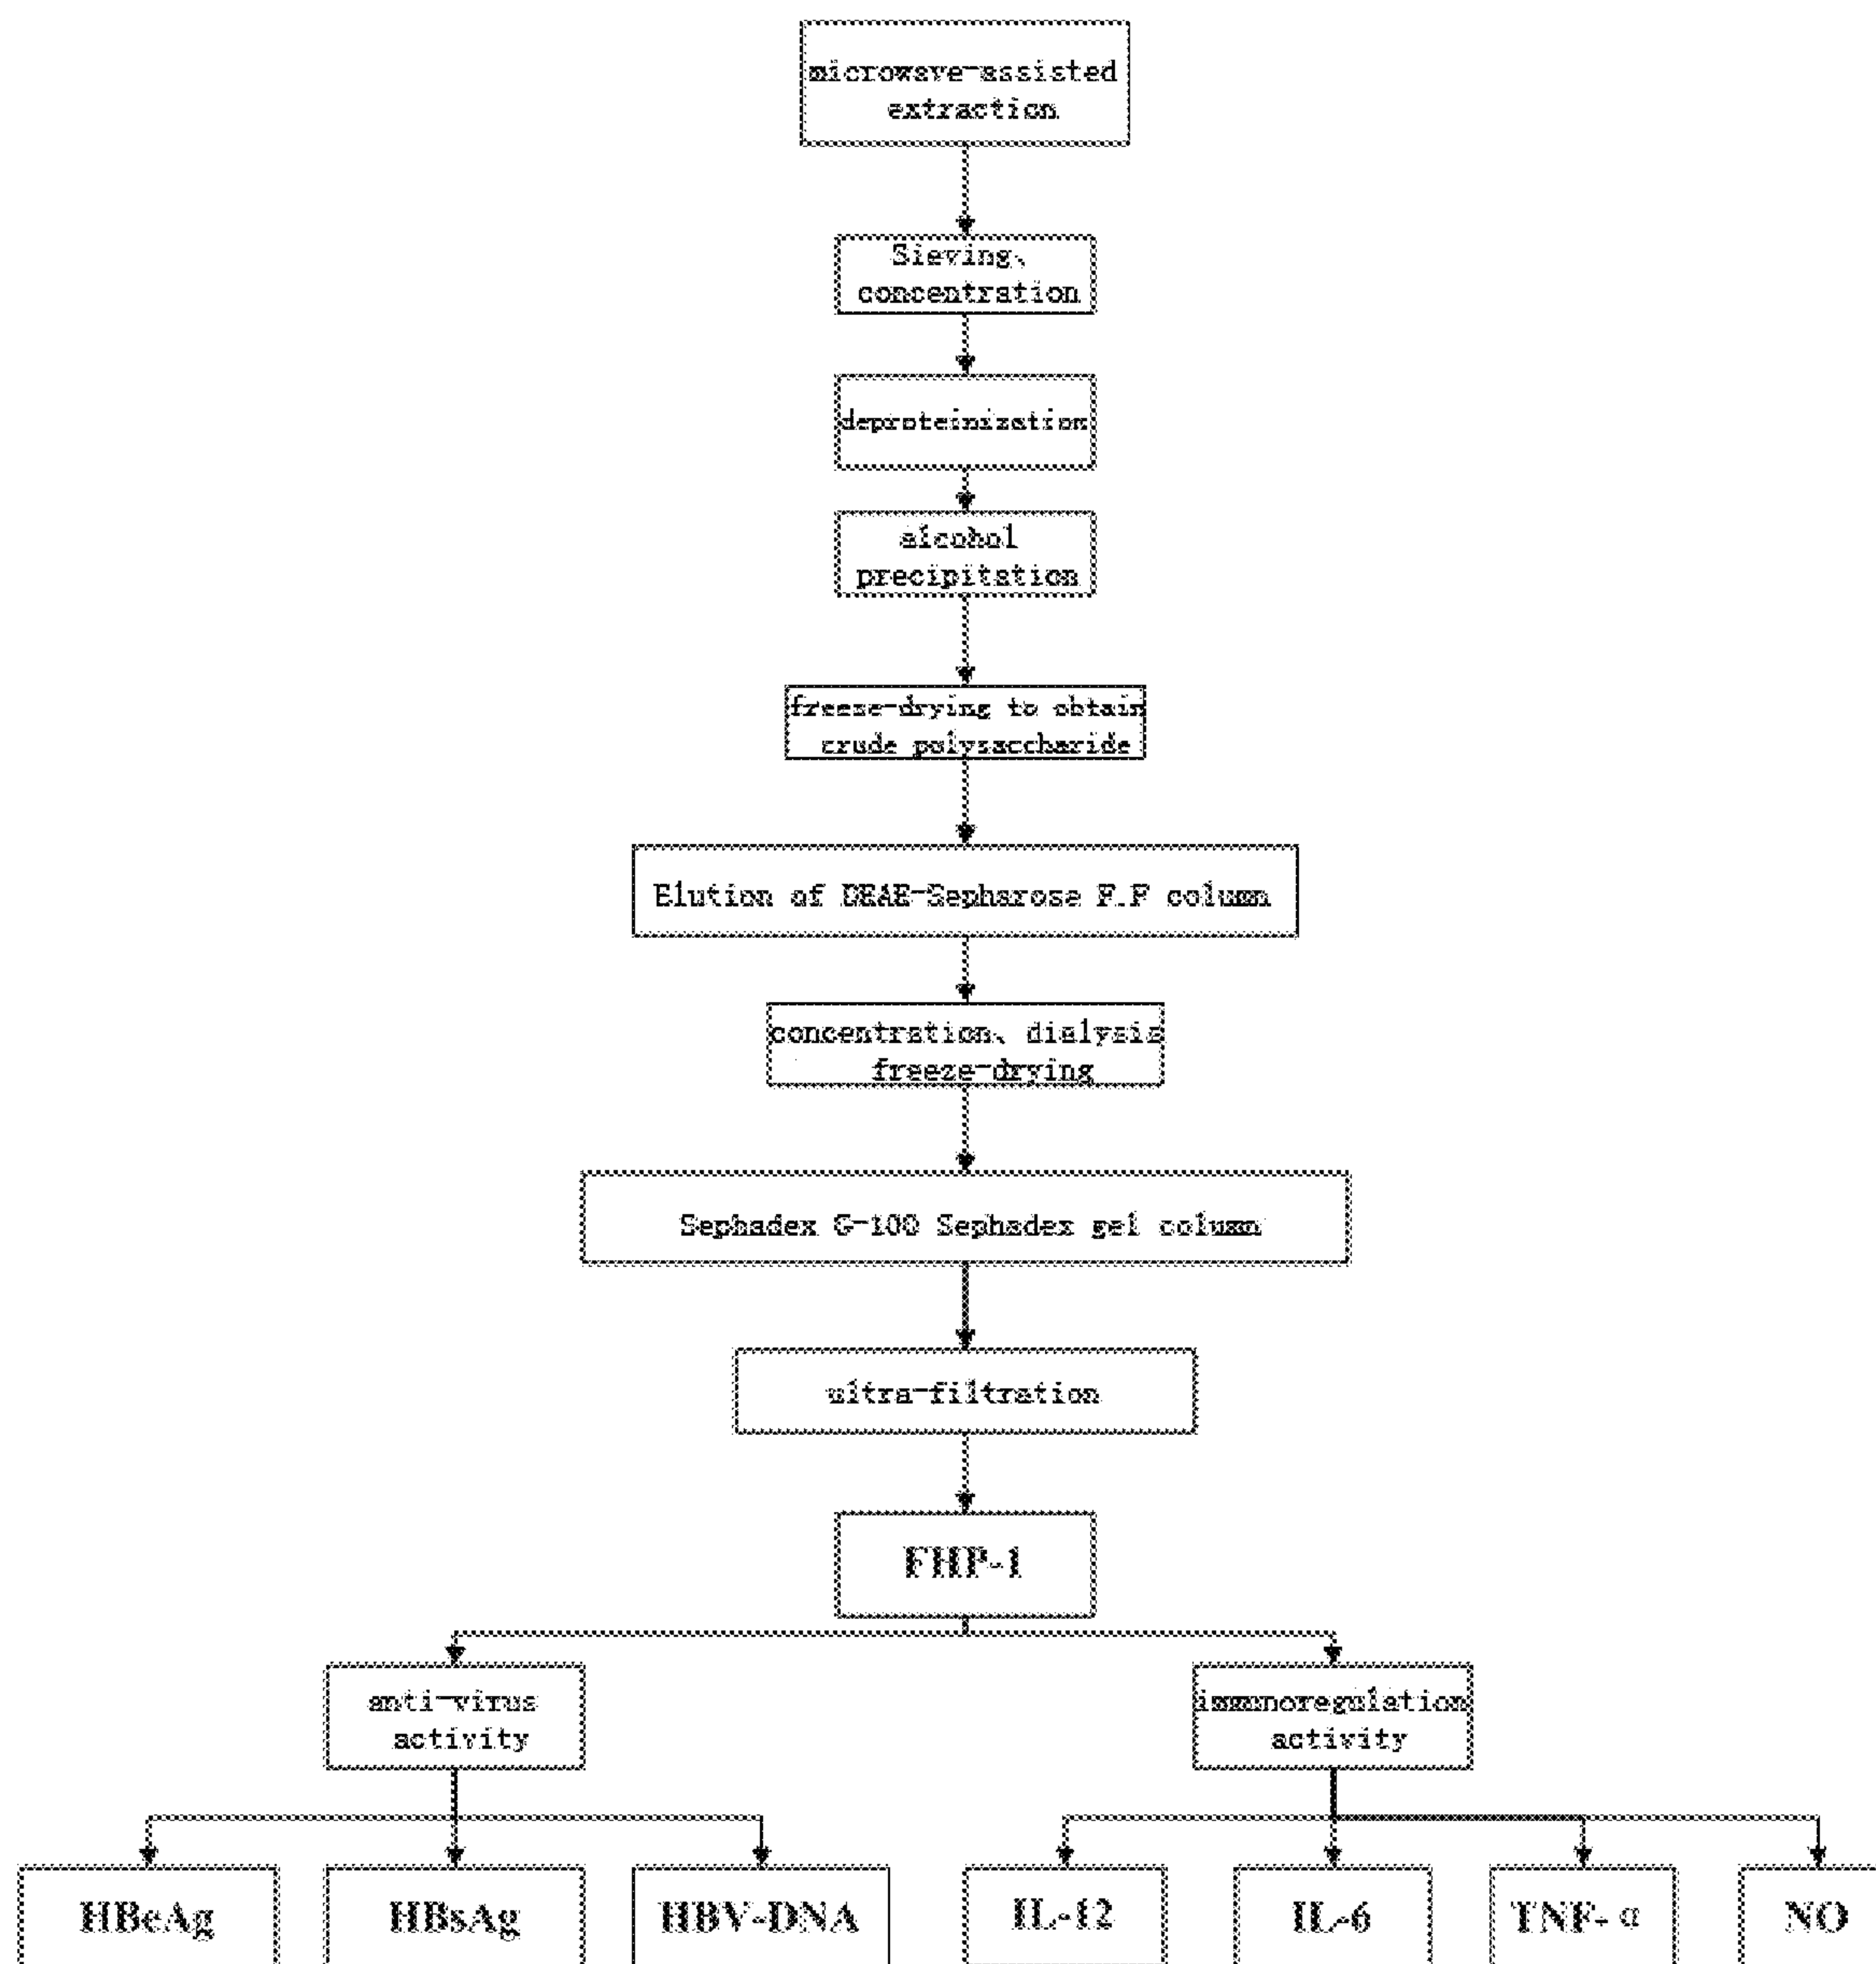 microwave-assisted
extraction
Sieving、
concentration
deproteinization
alcohol
precipitation
freeze-drying to obtain
crude polysaccharide
Elution of DEAE-Sepharose F.F column
concentration、dialysis
freeze-drying
Sephadex G-100 Sephadex gel column
ultra-filtration
FHP-1
anti-virus
activity
immunoregulation
activity
HBeAg
HBsAg
HBV-DNA
IL-12
IL-6
TNF-α
NO